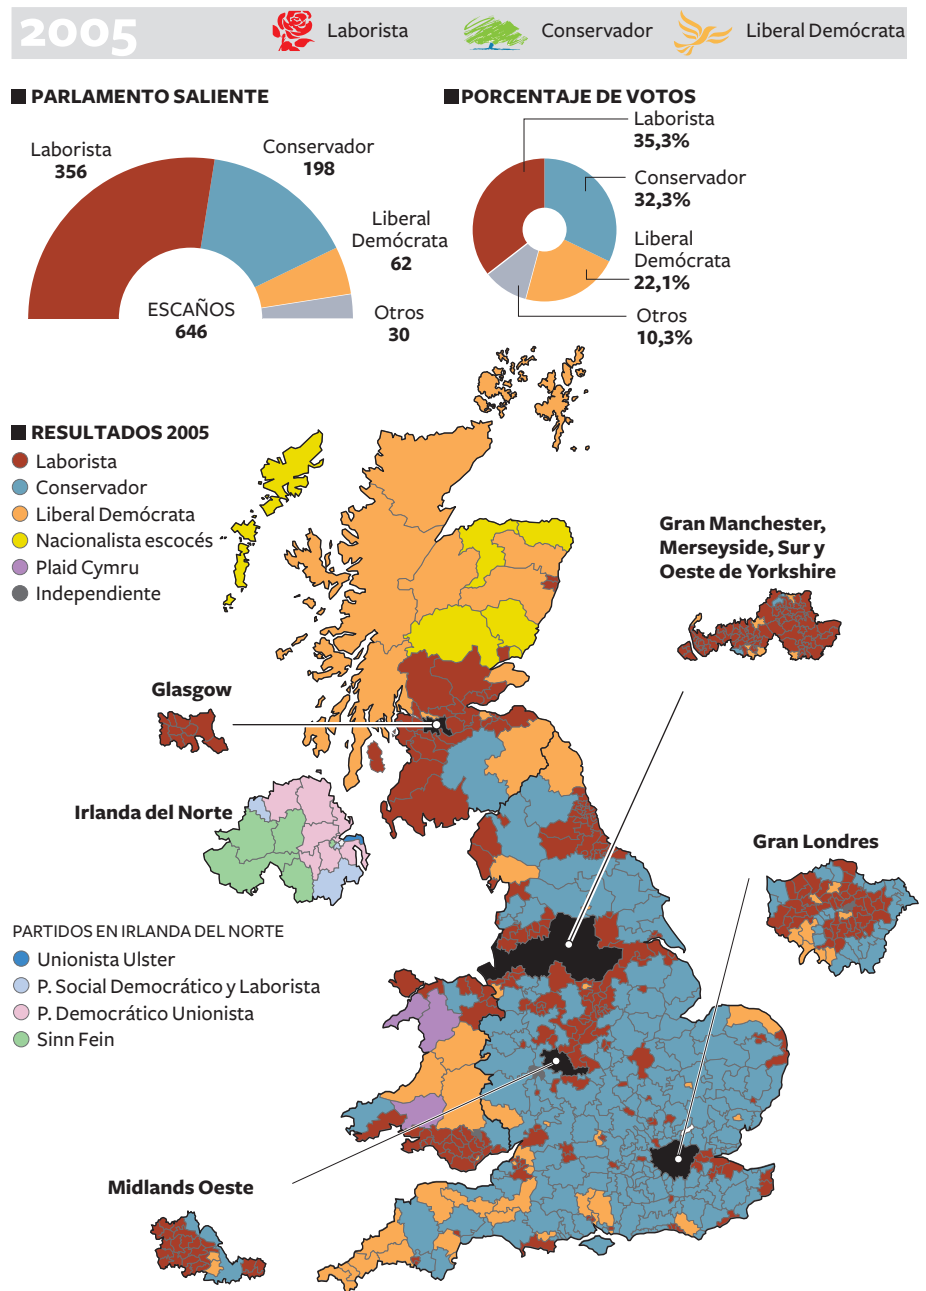 2005
Laborista
Conservador
Liberal Demócrata
PARLAMENTO SALIENTE
Laborista
356
Conservador
198
Liberal
Demócrata
62
Otros
30
ESCAÑOS
646
PORCENTAJE DE VOTOS
Laborista
35,3%
Conservador
32,3%
Liberal
Demócrata
22,1%
Otros
10,3%
RESULTADOS 2005
Laborista
Conservador
Liberal Demócrata
Nacionalista escocés
Plaid Cymru
Independiente
Gran Manchester,
Merseyside, Sur y
Oeste de Yorkshire
Glasgow
Irlanda del Norte
Gran Londres
PARTIDOS EN IRLANDA DEL NORTE
Unionista Ulster
P. Social Democrático y Laborista
P. Democrático Unionista
Sinn Fein
Midlands Oeste